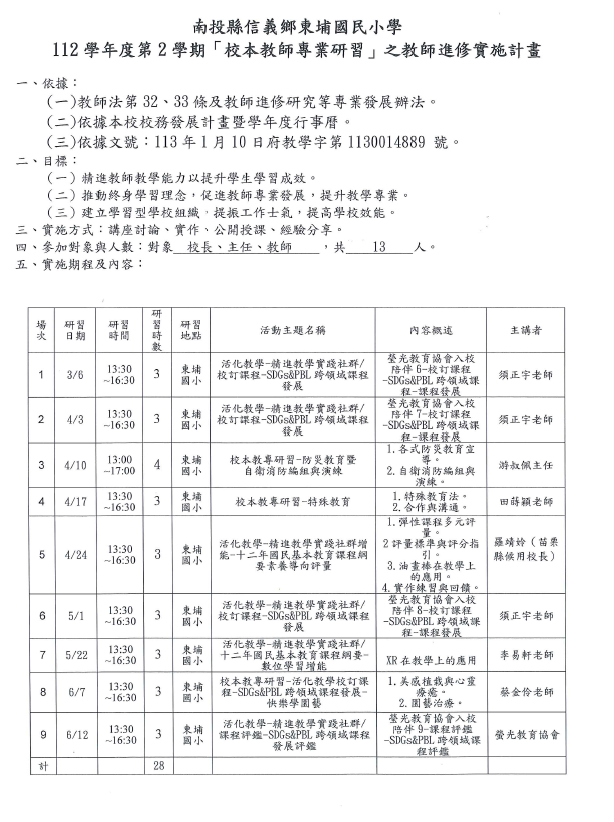 南投縣信義鄉東埔國民小學
112 學年度第 2 學期「校本教師專業研習」之教師進修實施計畫
一、依據：
(一)教師法第 32、33 條及教師進修研究等專業發展辦法。
(二)依據本校校務發展計畫暨學年度行事曆。
(三)依據文號：113 年 1 月 10 日府教學字第 1130014889 號。
二、目標：
(一) 精進教師教學能力以提升學生學習成效。
(二) 推動終身學習理念，促進教師專業發展，提升教學專業。
(三) 建立學習型學校組織，提振工作士氣，提高學校效能。
三、實施方式：講座討論、實作、公開授課、經驗分享。
四、參加對象與人數：對象 校長、主任、教師 ，共 13 人。
五、實施期程及內容：
場次 研習日期 研習時間 研習時數 研習地點 活動主題名稱 內容概述 主講者
1 3/6 13:30~16:30 3 東埔國小 活化教學-精進教學實踐社群/
校訂課程-SDGs&PBL 跨領域課程
發展
螢光教育協會入校
陪伴 6-校訂課程
-SDGs&PBL 跨領域課
程-課程發展
須正宇老師
2 4/3 13:30~16:30 3 東埔國小 活化教學-精進教學實踐社群/
校訂課程-SDGs&PBL 跨領域課程
發展
螢光教育協會入校
陪伴 7-校訂課程
-SDGs&PBL 跨領域課
程-課程發展
須正宇老師
3 4/10 13:00~17:00 4 東埔國小 校本教專研習-防災教育暨
自衛消防編組與演練
1.各式防災教育宣
導。
2.自衛消防編組與
演練。
游叔佩主任
4 4/17 13:30~16:30 3 東埔國小 校本教專研習-特殊教育
1.特殊教育法。
2.合作與溝通。
田蒔穎老師
5 4/24 13:30~16:30 3 東埔國小 活化教學-精進教學實踐社群增
能-十二年國民基本教育課程綱
要素養導向評量
1.彈性課程多元評
量。
2 評量標準與評分指
引。
3.油畫棒在教學上
的應用。
4.實作練習與回饋。
羅靖姈（苗栗
縣候用校長）
6 5/1 13:30~16:30 3 東埔國小 活化教學-精進教學實踐社群/
校訂課程-SDGs&PBL 跨領域課程
發展
螢光教育協會入校
陪伴 8-校訂課程
-SDGs&PBL 跨領域課
程-課程發展
須正宇老師
7 5/22 13:30~16:30 3 東埔國小 活化教學-精進教學實踐社群/
十二年國民基本教育課程綱要-
數位學習增能
XR 在教學上的應用
李易軒老師
8 6/7 13:30~16:30 3 東埔國小 校本教專研習-活化教學校訂課
程-SDGs&PBL 跨領域課程發展-
快樂學園藝
1.美感植栽與心靈
療癒。
2.園藝治療。
蔡金伶老師
9 6/12 13:30~16:30 3 東埔國小 活化教學-精進教學實踐社群/
課程評鑑-SDGs&PBL 跨領域課程
發展評鑑
螢光教育協會入校
陪伴 9-課程評鑑
-SDGs&PBL 跨領域課
程評鑑
螢光教育協會
計 28